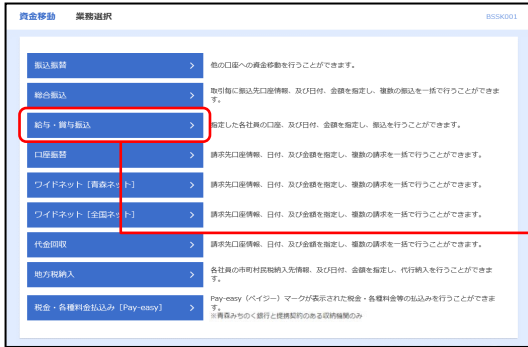 資金移動　業務選択
BSSK001
振込振替
他の口座への資金移動を行うことができます。
総合振込
取引毎に振込先口座情報、及び日付、金額を指定し、複数の振込を一括で行うことができま
す。
給与・賞与振込
指定した各社員の口座、及び日付、金額を指定し、振込を行うことができます。
口座振替
請求先口座情報、日付、及び金額を指定し、複数の請求を一括で行うことができます。
ワイドネット［青森ネット］
請求先口座情報、日付、及び金額を指定し、複数の請求を一括で行うことができます。
ワイドネット［全国ネット］
請求先口座情報、日付、及び金額を指定し、複数の請求を一括で行うことができます。
代金回収
請求先口座情報、日付、及び金額を指定し、複数の請求を一括で行うことができます。
地方税納入
各社員の市町村民税納入先情報、及び日付、金額を指定し、代行納入を行うことができま
す。
税金・各種料金払込み［Pay-easy］
Pay-easy（ペイジー）マークが表示された税金・各種料金等の払込みを行うことができま
す。
※青森みちのく銀行と提携契約のある収納機関のみ